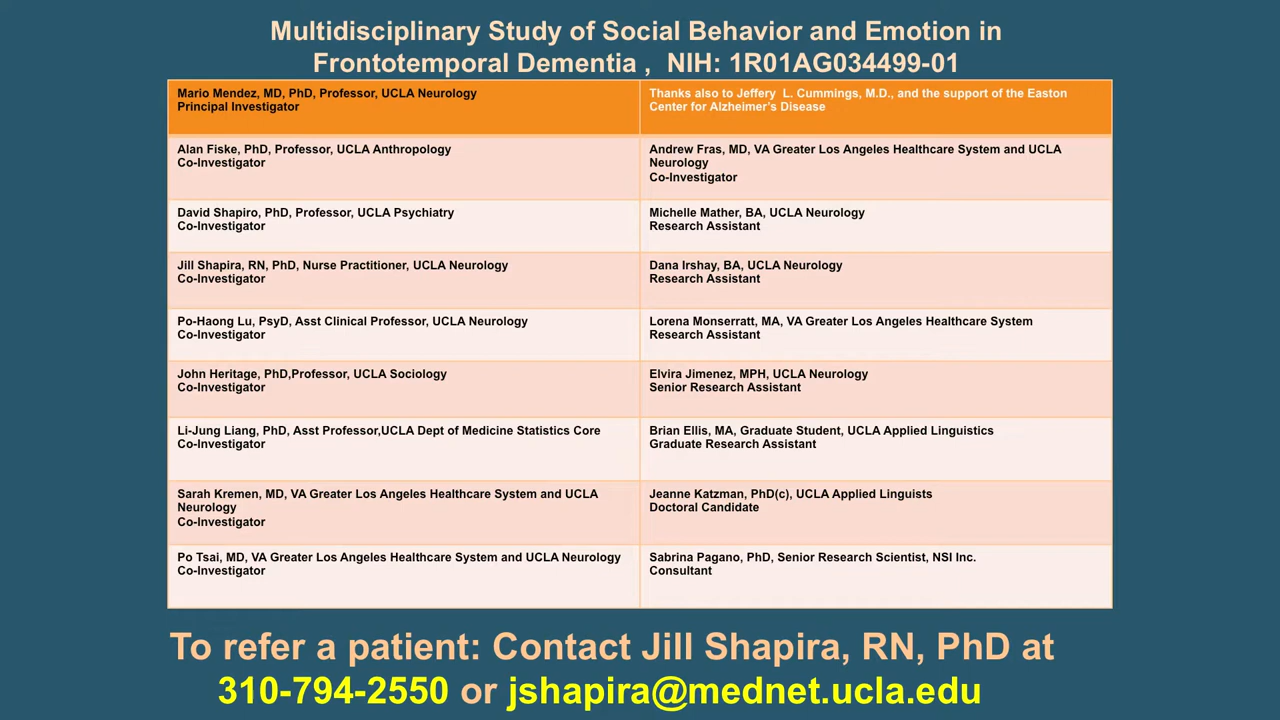 Multidisciplinary Study of Social Behavior and Emotion in
Frontotemporal Dementia , NIH: 1R01AG034499-01
Mario Mendez, MD, PhD, Professor, UCLA Neurology
Principal Investigator
Thanks also to Jeffery L. Cummings, M.D., and the support of the Easton
Center for Alzheimer's Disease
Alan Fiske, PhD, Professor, UCLA Anthropology
Co-Investigator
Andrew Fras, MD, VA Greater Los Angeles Healthcare System and UCLA
Neurology
Co-Investigator
David Shapiro, PhD, Professor, UCLA Psychiatry
Co-Investigator
Michelle Mather, BA, UCLA Neurology
Research Assistant
Jill Shapira, RN, PhD, Nurse Practitioner, UCLA Neurology
Co-Investigator
Dana Irshay, BA, UCLA Neurology
Research Assistant
Po-Haong Lu, PsyD, Asst Clinical Professor, UCLA Neurology
Co-Investigator
Lorena Monserratt, MA, VA Greater Los Angeles Healthcare System
Research Assistant
John Heritage, PhD,Professor, UCLA Sociology
Co-Investigator
Elvira Jimenez, MPH, UCLA Neurology
Senior Research Assistant
Li-Jung Liang, PhD, Asst Professor,UCLA Dept of Medicine Statistics Core
Co-Investigator
Brian Ellis, MA, Graduate Student, UCLA Applied Linguistics
Graduate Research Assistant
Sarah Kremen, MD, VA Greater Los Angeles Healthcare System and UCLA
Neurology
Co-Investigator
Jeanne Katzman, PhD(c), UCLA Applied Linguists
Doctoral Candidate
Po Tsai, MD, VA Greater Los Angeles Healthcare System and UCLA Neurology
Co-Investigator
Sabrina Pagano, PhD, Senior Research Scientist, NSI Inc.
Consultant
To refer a patient: Contact Jill Shapira, RN, PhD at
310-794-2550 or jshapira@mednet.ucla.edu